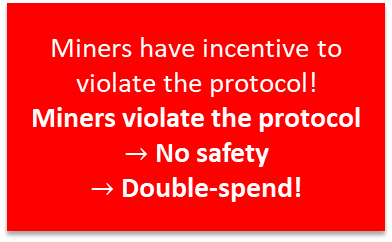 Miners have incentive to
violate the protocol!
Miners violate the protocol
→ No safety
→ Double-spend!